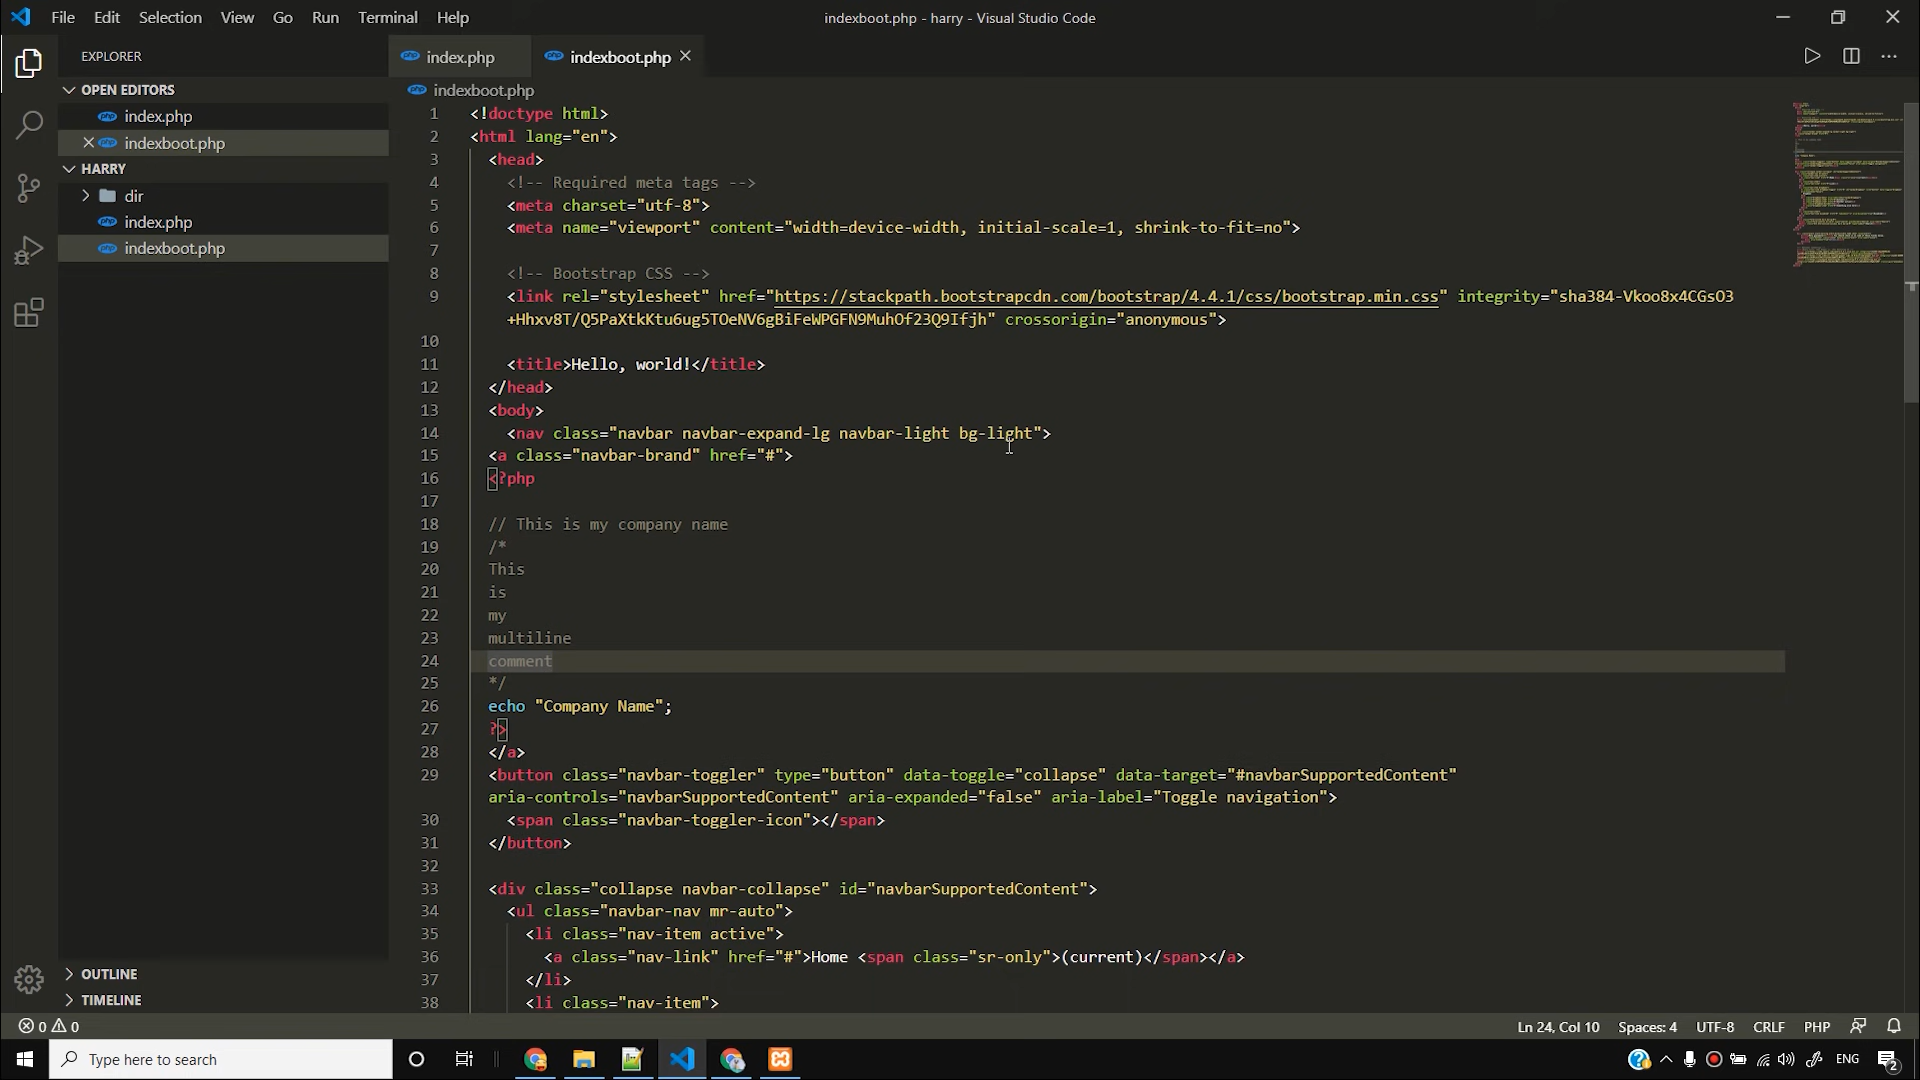 File Edit Selection View Go Run Terminal Help
indexboot.php - harry - Visual Studio Code
EXPLORER
OPEN EDITORS
index.php
indexboot.php
HARRY
dir
index.php
indexboot.php
OUTLINE
TIMELINE
index.php
indexboot.php
indexboot.php
1 <!doctype html>
2 <html lang="en">
3 <head>
4 <!-- Required meta tags -->
5 <meta charset="utf-8">
6 <meta name="viewport" content="width=device-width, initial-scale=1, shrink-to-fit=no">
7
8 <!-- Bootstrap CSS -->
9 <link rel="stylesheet" href="https://stackpath.bootstrapcdn.com/bootstrap/4.4.1/css/bootstrap.min.css" integrity="sha384-Vkoo8x4CGsO3
+Hhxv8T/Q5PaXtkKtu6ug5TOeNV6gBiFeWPGFN9MuhOf23Q9Ifjh" crossorigin="anonymous">
10
11 <title>Hello, world!</title>
12 </head>
13 <body>
14 <nav class="navbar navbar-expand-lg navbar-light bg-light">
15 <a class="navbar-brand" href="#">
16 <?php
17
18 // This is my company name
19 /*
20 This
21 is
22 my
23 multiline
24 comment
25 */
26 echo "Company Name";
27 ?>
28 </a>
29 <button class="navbar-toggler" type="button" data-toggle="collapse" data-target="#navbarSupportedContent"
aria-controls="navbarSupportedContent" aria-expanded="false" aria-label="Toggle navigation">
30 <span class="navbar-toggler-icon"></span>
31 </button>
32
33 <div class="collapse navbar-collapse" id="navbarSupportedContent">
34 <ul class="navbar-nav mr-auto">
35 <li class="nav-item active">
36 <a class="nav-link" href="#">Home <span class="sr-only">(current)</span></a>
37 </li>
38 <li class="nav-item">
0 0
Ln 24, Col 10 Spaces: 4 UTF-8 CRLF PHP
Type here to search
ENG
2